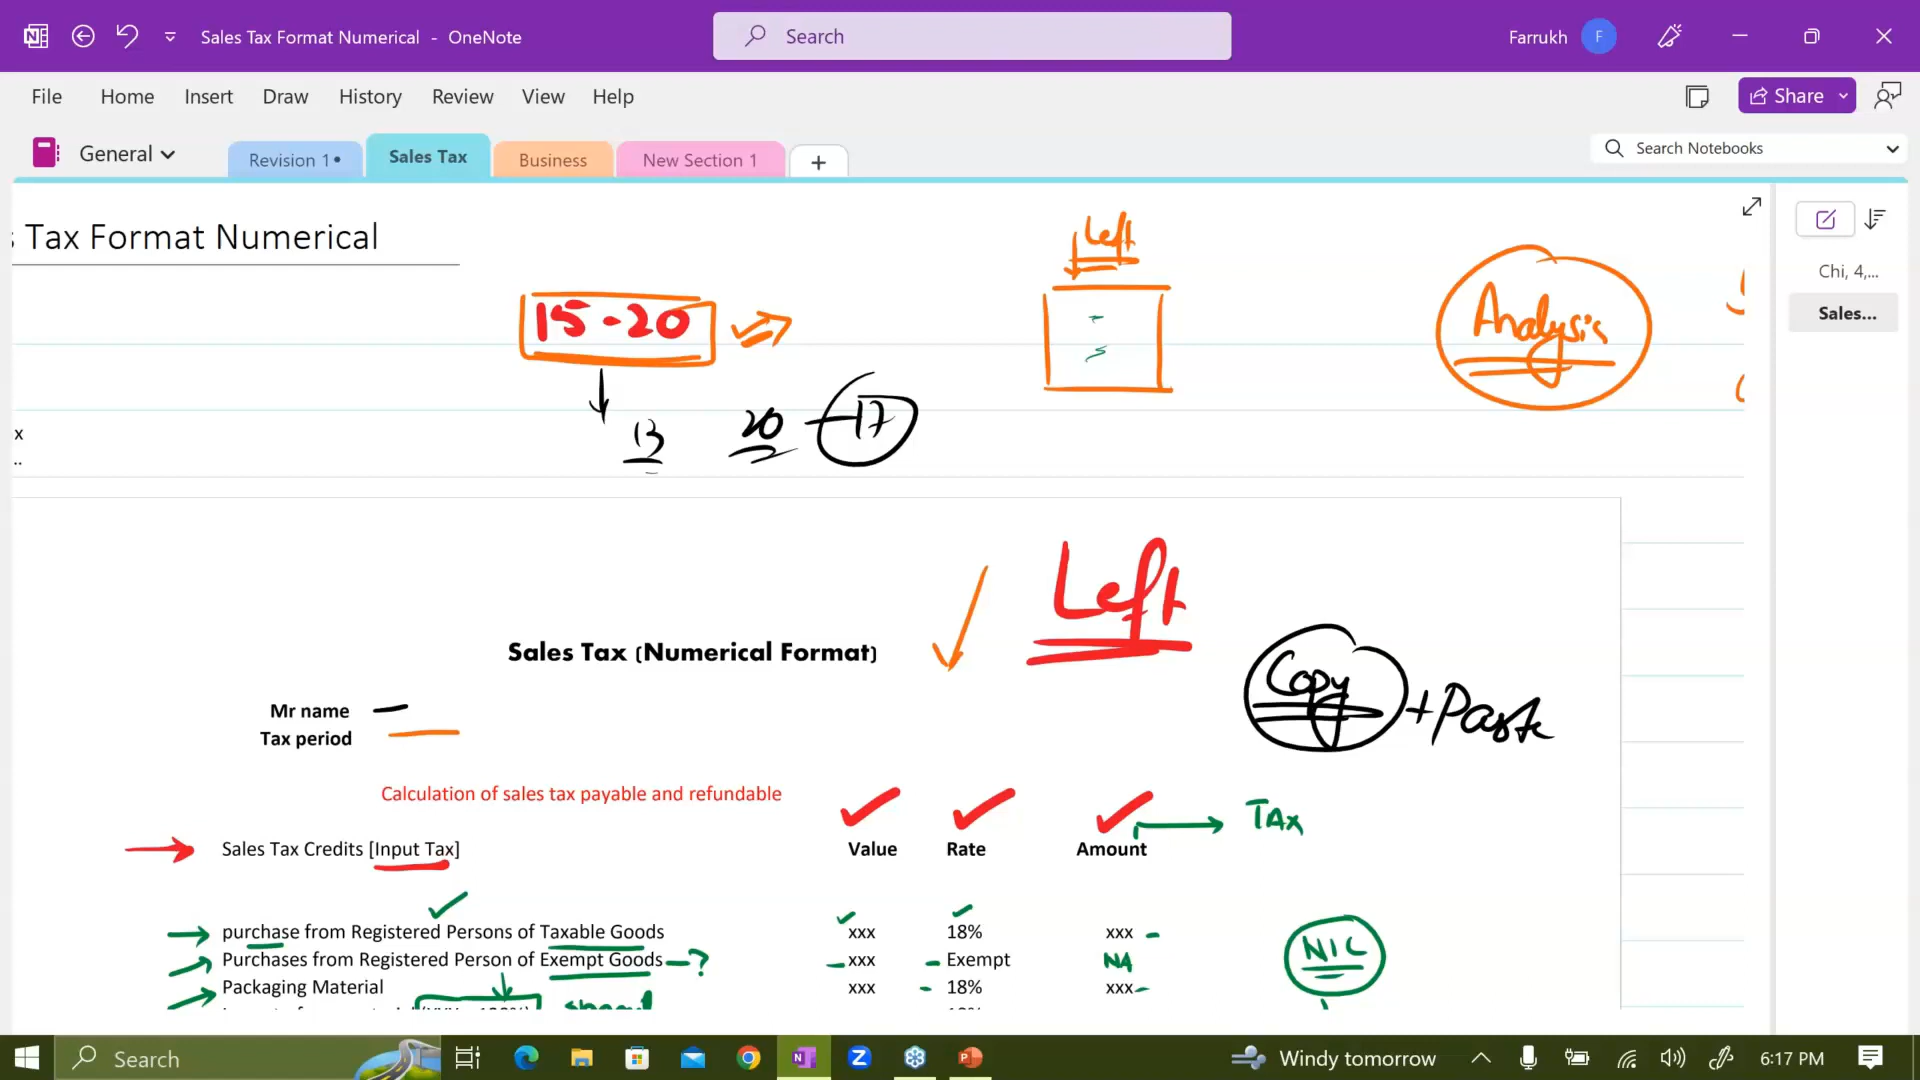 Sales Tax Format Numerical - OneNote
Search
Farrukh F
File Home Insert Draw History Review View Help
Share
General
Revision 1 Sales Tax Business New Section 1 +
Search Notebooks
Tax Format Numerical
Left
Chi, 4,...
Sales...
15-20
Analysis
13 20 17
x
..
Left
Sales Tax (Numerical Format)
Copy + Paste
Mr name
Tax period
Calculation of sales tax payable and refundable
TAx
Sales Tax Credits [Input Tax] Value Rate Amount
purchase from Registered Persons of Taxable Goods xxx 18% xxx
Purchases from Registered Person of Exempt Goods ? xxx Exempt NA
NIL
Packaging Material xxx 18% xxx
Search
Windy tomorrow
6:17 PM